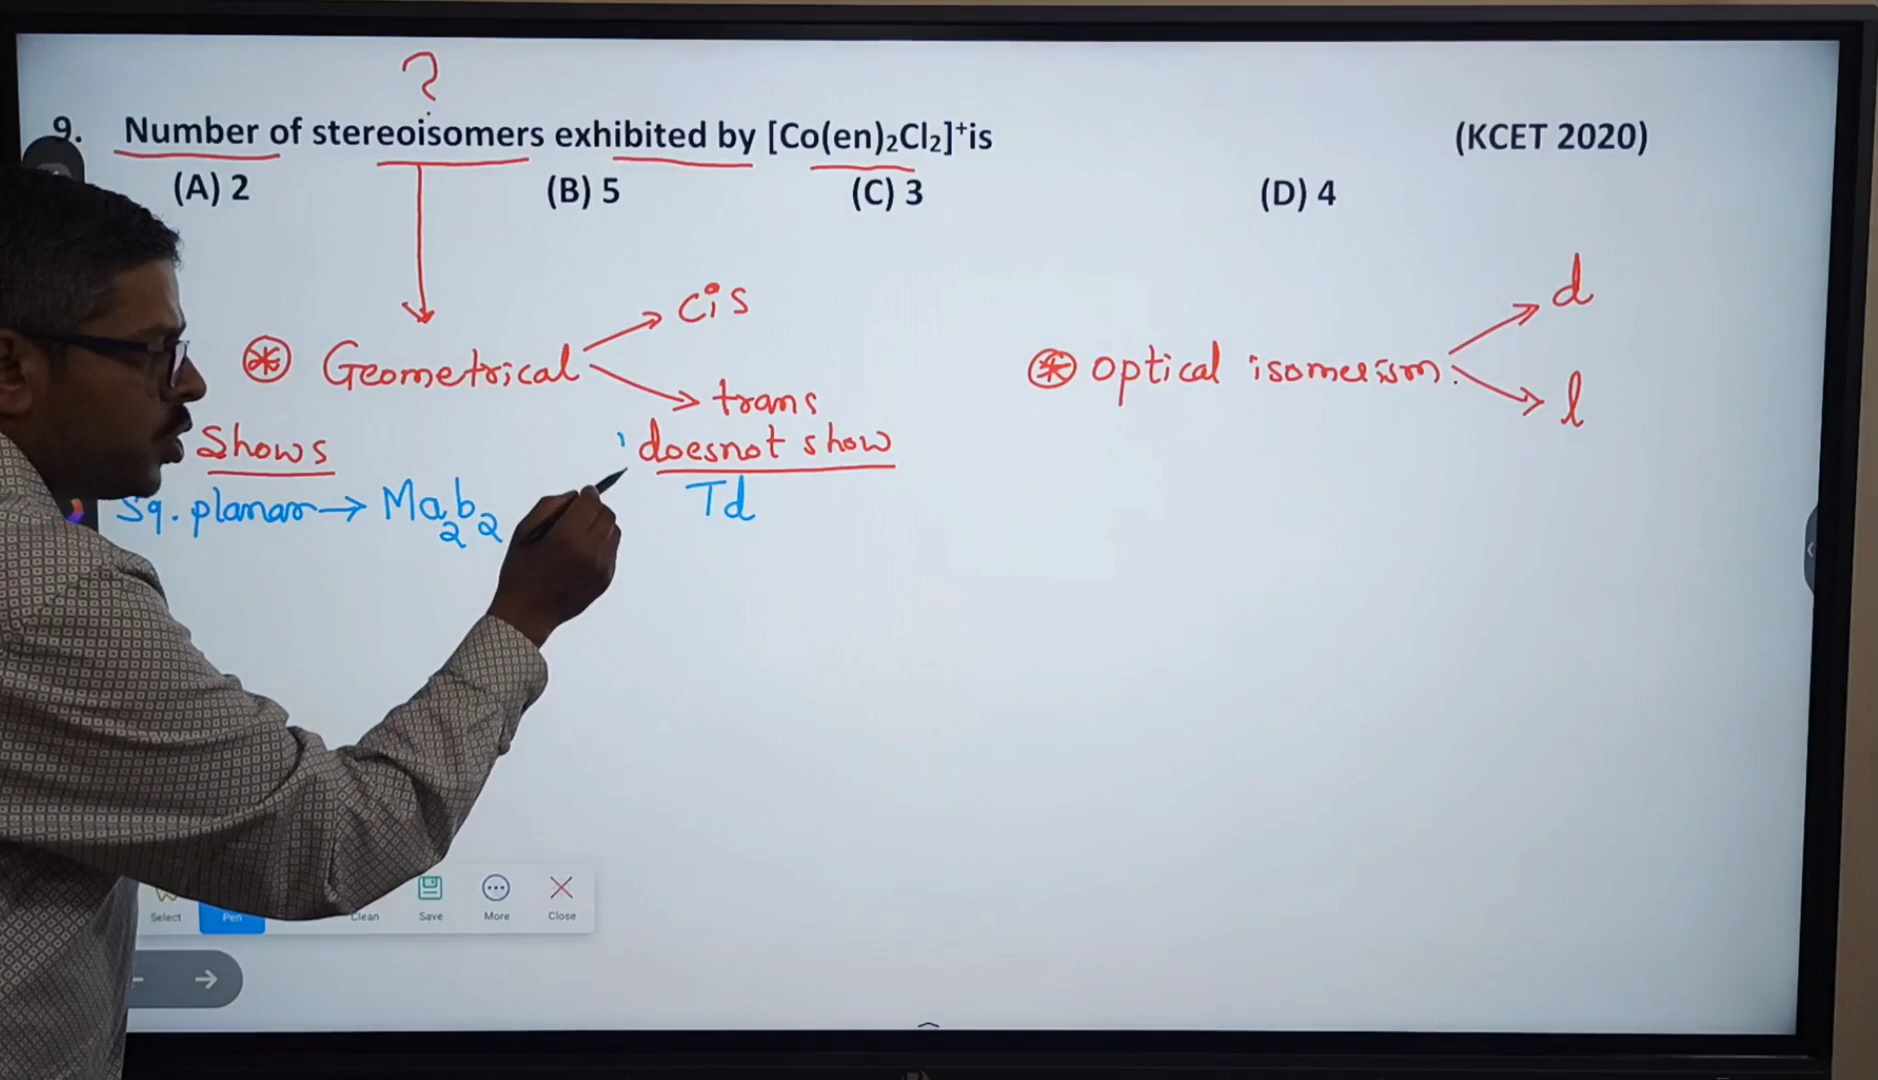 ?
9. Number of stereoisomers exhibited by [Co(en)₂Cl₂]⁺is (KCET 2020)
(A) 2 (B) 5 (C) 3 (D) 4
Geometrical
cis
trans
optical isomerism.
d
l
Shows
doesnot show
Sq. planar → Ma₂b₂
Td
Select Pen Clean Save More Close